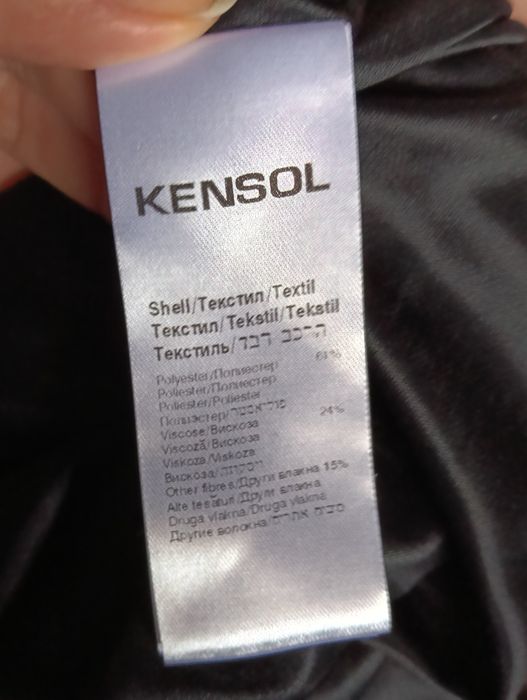 KENSOL
Shell/Текстил/Textil
Текстил/Tekstil/Tekstil
Текстиль/הרכב דבר
Polyester/Полиестер 61%
Poliester/Полиестер
Poliester/Poliester
Полиэстер/פוליאסטר
Viscose/Вискоза 24%
Viscoză/Вискоза
Viskoza/Viskoza
Вискоза/ויסקוזה
Other fibres/Други влакна 15%
Alte tesături/Други влакна
Druga vlakna/Druga vlakna
Другие волокна/סיבים אחרים